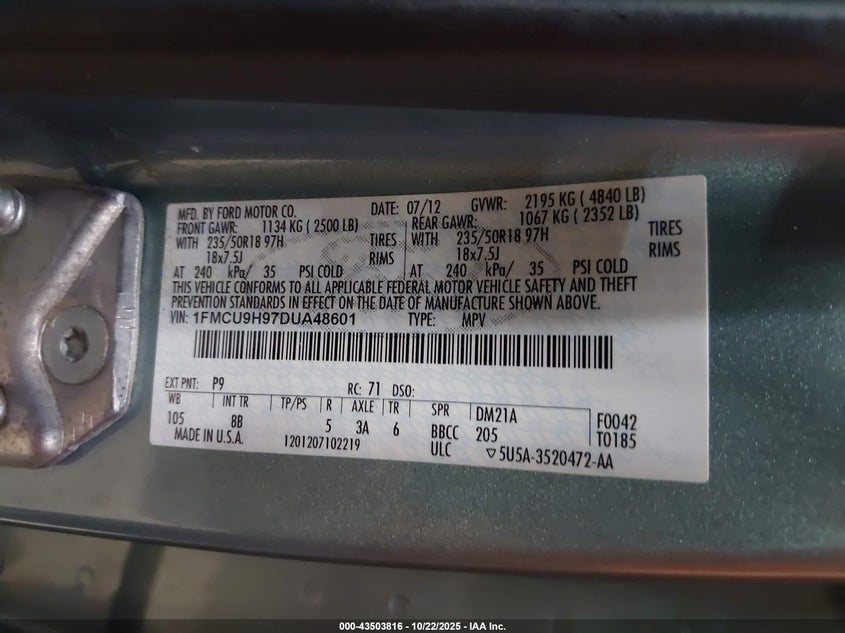 MFD. BY FORD MOTOR CO. DATE: 07/12 GVWR: 2195 KG ( 4840 LB)
FRONT GAWR: 1134 KG ( 2500 LB) REAR GAWR: 1067 KG ( 2352 LB)
WITH 235/50R18 97H TIRES WITH 235/50R18 97H TIRES
18x7.5J RIMS 18x7.5J RIMS
AT 240 kPa/ 35 PSI COLD AT 240 kPa/ 35 PSI COLD
THIS VEHICLE CONFORMS TO ALL APPLICABLE FEDERAL MOTOR VEHICLE SAFETY AND THEFT
PREVENTION STANDARDS IN EFFECT ON THE DATE OF MANUFACTURE SHOWN ABOVE.
VIN: 1FMCU9H97DUA48601 TYPE: MPV
EXT PNT: P9 RC: 71 DSO:
WB INT TR TP/PS R AXLE TR SPR DM21A F0042
105 8B 5 3A 6 BBCC 205 T0185
MADE IN U.S.A. 1201207102219 ULC ▽5U5A-3520472-AA
000-43503816 - 10/22/2025 - IAA Inc.